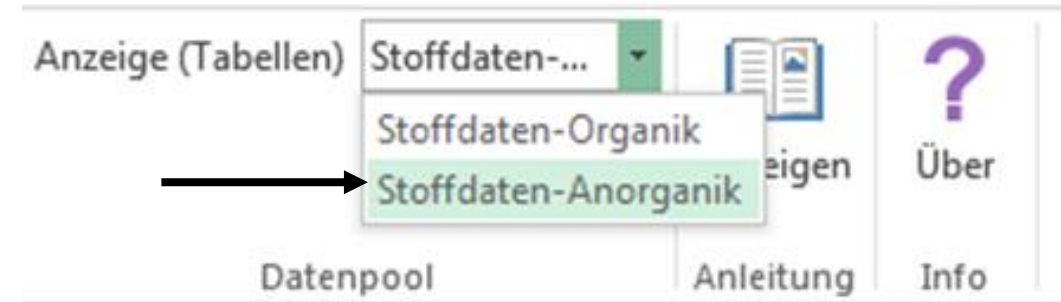 Anzeige (Tabellen) Stoffdaten-...
Stoffdaten-Organik
Stoffdaten-Anorganik
eigen
Über
Datenpool
Anleitung
Info